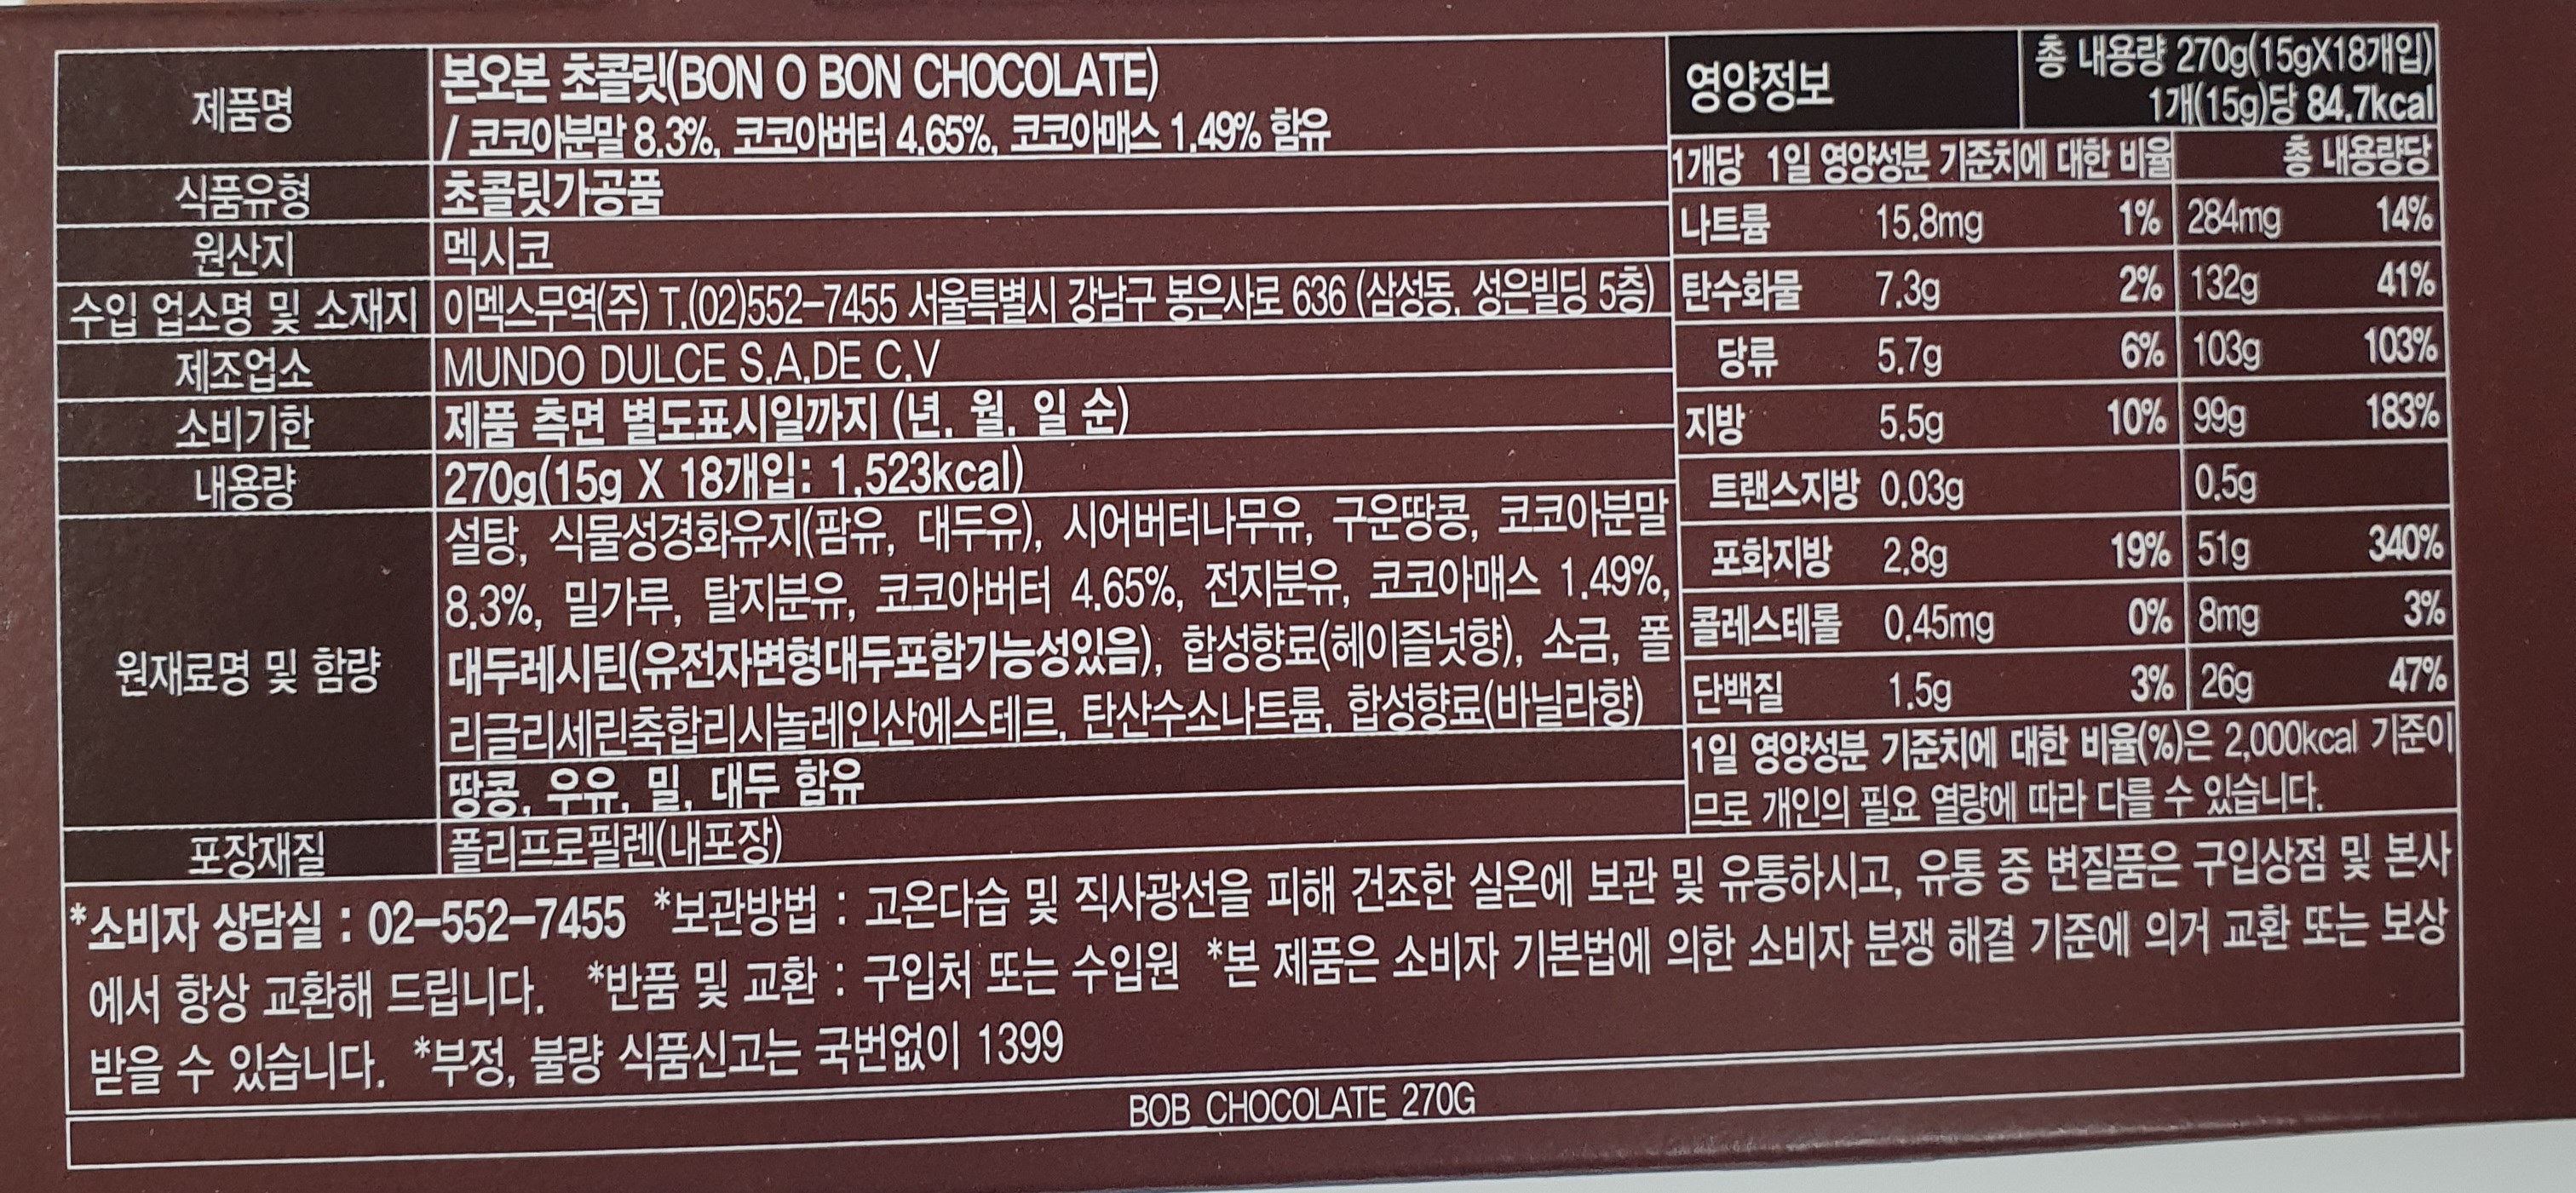 제품명
본오본 초콜릿(BON O BON CHOCOLATE)
/ 코코아분말 8.3%, 코코아버터 4.65%, 코코아매스 1.49% 함유
식품유형
초콜릿가공품
원산지
멕시코
수입 업소명 및 소재지
이멕스무역(주) T.(02)552-7455 서울특별시 강남구 봉은사로 636 (삼성동, 성은빌딩 5층)
제조업소
MUNDO DULCE S.A.DE C.V
소비기한
제품 측면 별도표시일까지 (년. 월. 일 순)
내용량
270g(15g X 18개입: 1,523kcal)
원재료명 및 함량
설탕, 식물성경화유지(팜유, 대두유), 시어버터나무유, 구운땅콩, 코코아분말
8.3%, 밀가루, 탈지분유, 코코아버터 4.65%, 전지분유, 코코아매스 1.49%,
대두레시틴(유전자변형대두포함가능성있음), 합성향료(헤이즐넛향), 소금, 폴
리글리세린축합리시놀레인산에스테르, 탄산수소나트륨, 합성향료(바닐라향)
땅콩, 우유, 밀, 대두 함유
포장재질
폴리프로필렌(내포장)
영양정보
총 내용량 270g(15gX18개입)
1개(15g)당 84.7kcal
1개당 1일 영양성분 기준치에 대한 비율 총 내용량당
나트륨 15.8mg 1% 284mg 14%
탄수화물 7.3g 2% 132g 41%
당류 5.7g 6% 103g 103%
지방 5.5g 10% 99g 183%
트랜스지방 0.03g 0.5g
포화지방 2.8g 19% 51g 340%
콜레스테롤 0.45mg 0% 8mg 3%
단백질 1.5g 3% 26g 47%
1일 영양성분 기준치에 대한 비율(%)은 2,000kcal 기준이
므로 개인의 필요 열량에 따라 다를 수 있습니다.
*소비자 상담실 : 02-552-7455 *보관방법 : 고온다습 및 직사광선을 피해 건조한 실온에 보관 및 유통하시고, 유통 중 변질품은 구입상점 및 본사
에서 항상 교환해 드립니다. *반품 및 교환 : 구입처 또는 수입원 *본 제품은 소비자 기본법에 의한 소비자 분쟁 해결 기준에 의거 교환 또는 보상
받을 수 있습니다. *부정, 불량 식품신고는 국번없이 1399
BOB_CHOCOLATE_270G